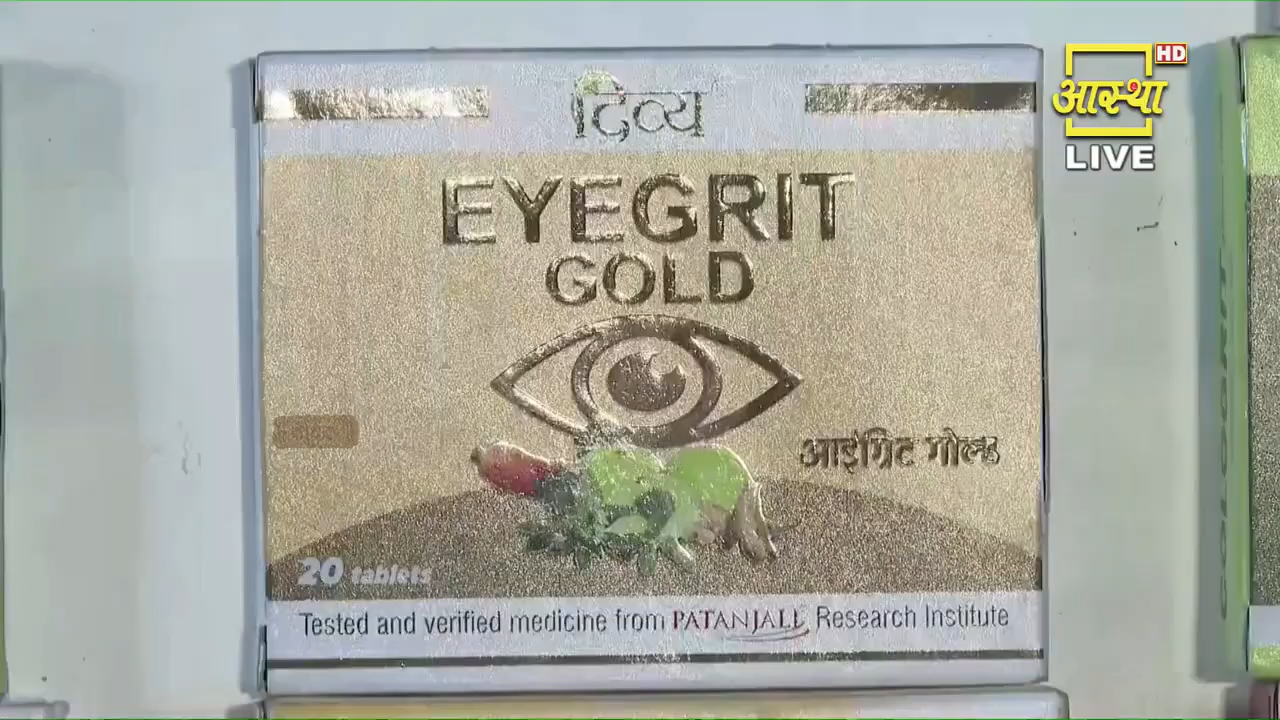 दिव्य
EYEGRIT
GOLD
आईग्रिट गोल्ड
20 tablets
Tested and verified medicine from PATANJALI Research Institute
आस्था
HD
LIVE